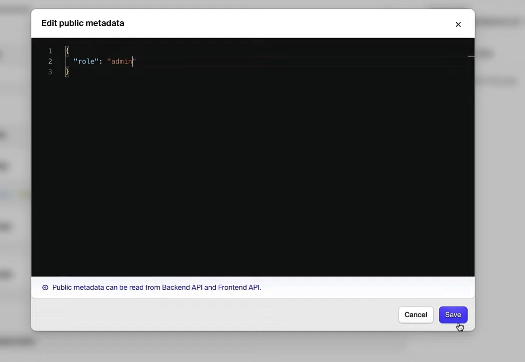 Edit public metadata
1 {
2 "role": "admin"
3 }
Public metadata can be read from Backend API and Frontend API.
Cancel
Save